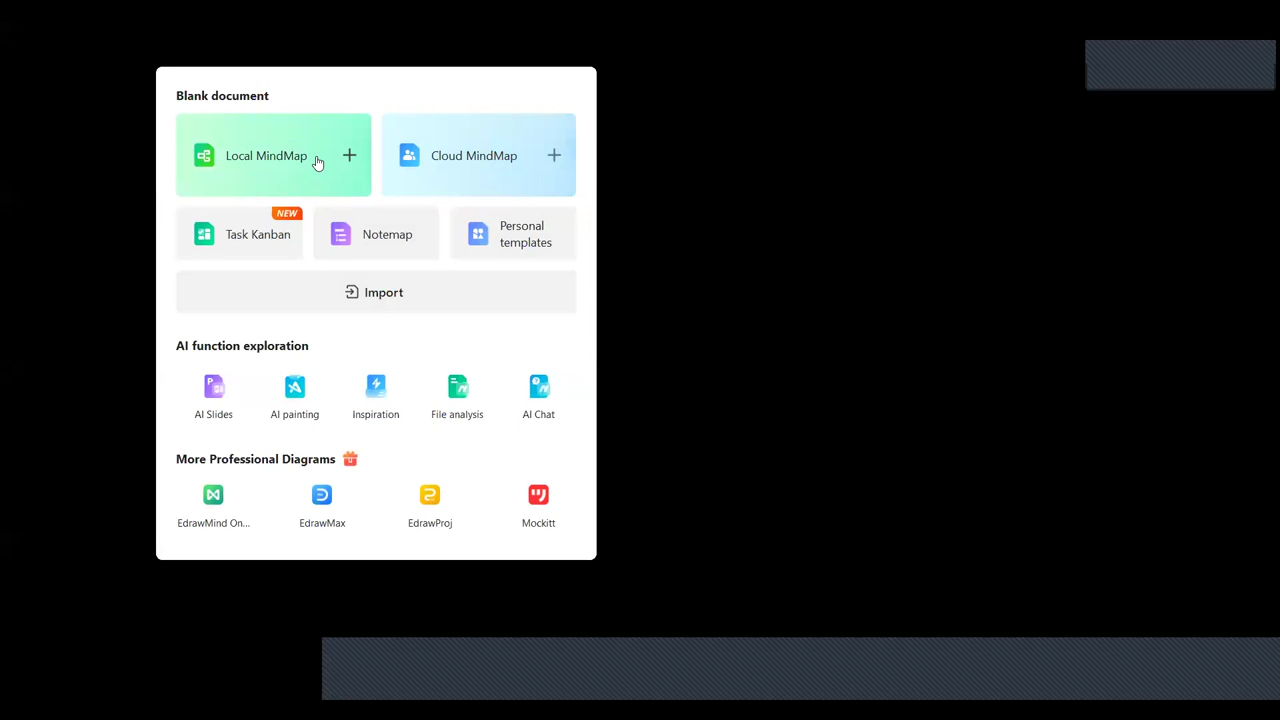 Blank document
Local MindMap
Cloud MindMap
NEW
Task Kanban
Notemap
Personal
templates
Import
AI function exploration
AI Slides
AI painting
Inspiration
File analysis
AI Chat
More Professional Diagrams
EdrawMind On...
EdrawMax
EdrawProj
Mockitt